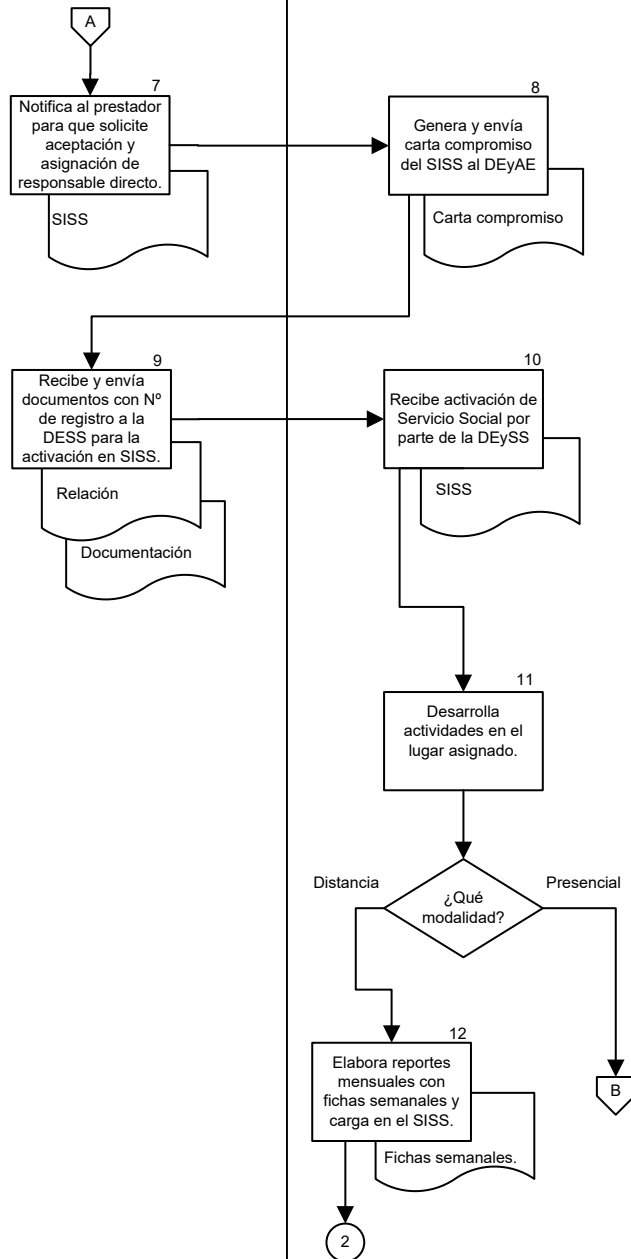 A
7
Notifica al prestador
para que solicite
aceptación y
asignación de
responsable directo.
SISS
8
Genera y envía
carta compromiso
del SISS al DEyAE
Carta compromiso
9
Recibe y envía
documentos con Nº
de registro a la
DESS para la
activación en SISS.
Relación
Documentación
10
Recibe activación de
Servicio Social por
parte de la DEySS
SISS
11
Desarrolla
actividades en el
lugar asignado.
Distancia
¿Qué
modalidad?
Presencial
12
Elabora reportes
mensuales con
fichas semanales y
carga en el SISS.
Fichas semanales.
B
2